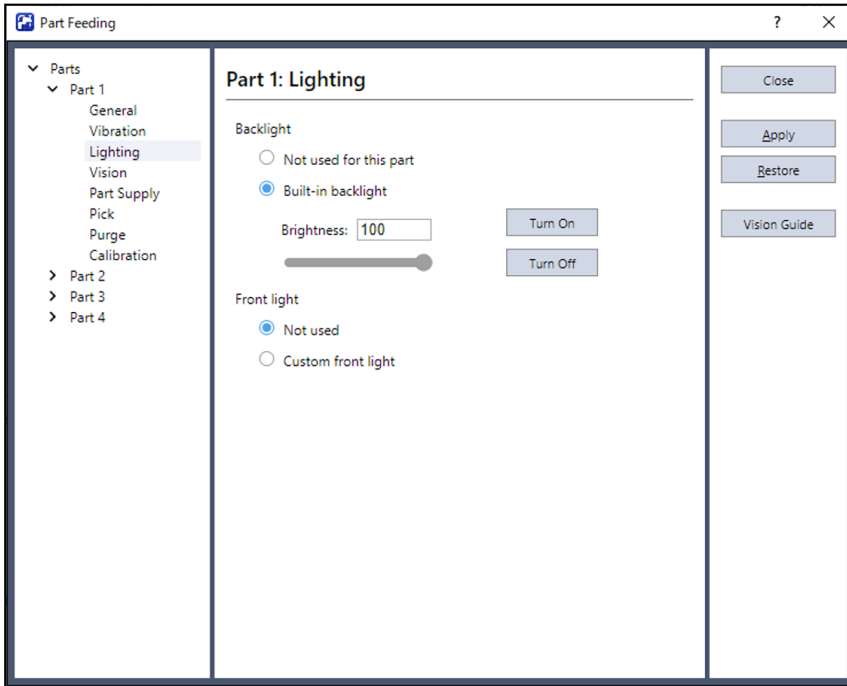 Part Feeding
?
Parts
Part 1
General
Vibration
Lighting
Vision
Part Supply
Pick
Purge
Calibration
Part 2
Part 3
Part 4
Part 1: Lighting
Backlight
Not used for this part
Built-in backlight
Brightness: 100
Turn On
Turn Off
Front light
Not used
Custom front light
Close
Apply
Restore
Vision Guide